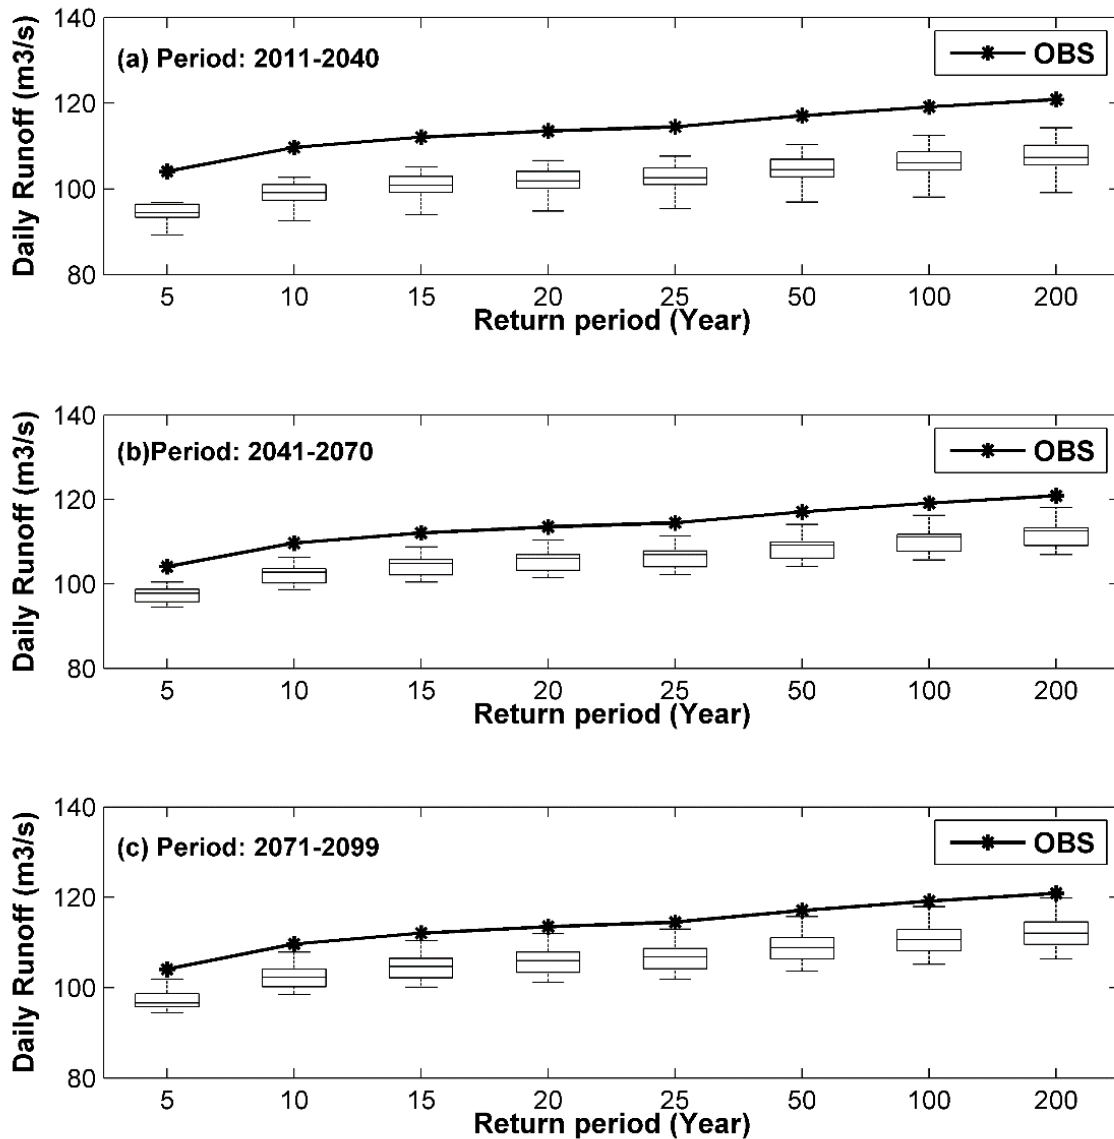 140
(a) Period: 2011-2040
OBS
120
100
80
Daily Runoff (m3/s)
5 10 15 20 25 50 100 200
Return period (Year)
140
(b)Period: 2041-2070
OBS
120
100
80
Daily Runoff (m3/s)
5 10 15 20 25 50 100 200
Return period (Year)
140
(c) Period: 2071-2099
OBS
120
100
80
Daily Runoff (m3/s)
5 10 15 20 25 50 100 200
Return period (Year)